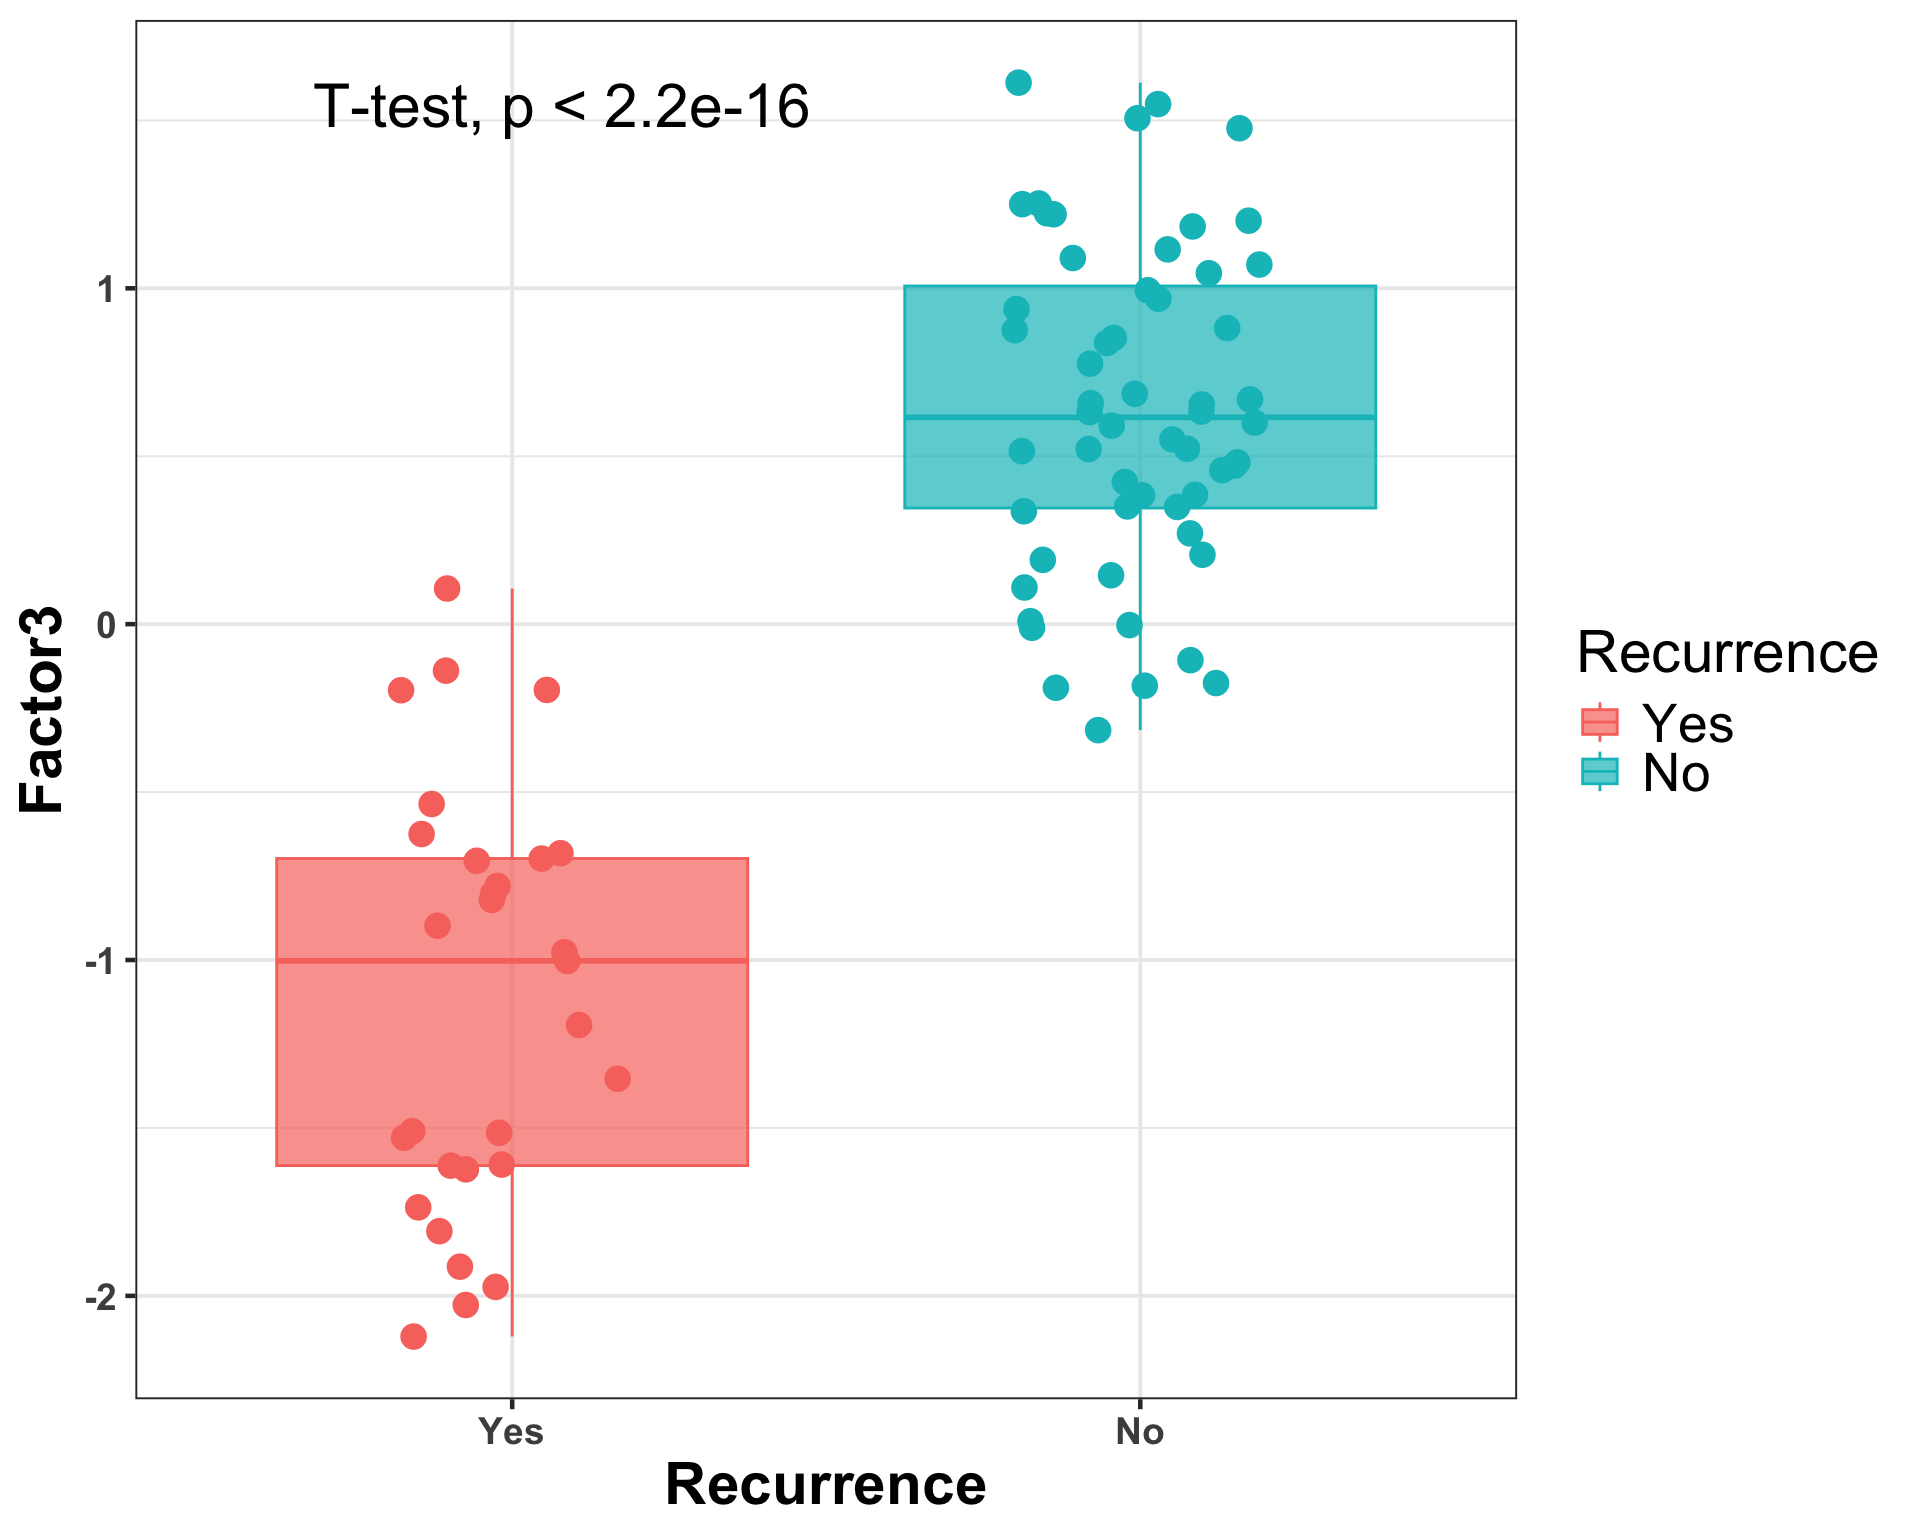 T-test, p < 2.2e-16
1
0
-1
-2
Factor3
Yes
No
Recurrence
Recurrence
Yes
No